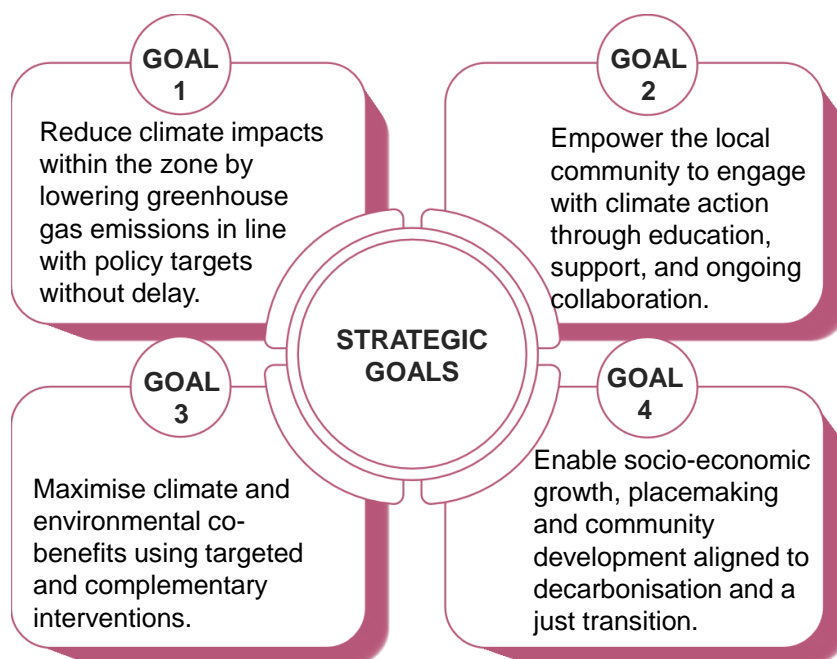 GOAL
1
Reduce climate impacts
within the zone by
lowering greenhouse
gas emissions in line
with policy targets
without delay.
GOAL
2
Empower the local
community to engage
with climate action
through education,
support, and ongoing
collaboration.
STRATEGIC
GOALS
GOAL
3
Maximise climate and
environmental co-
benefits using targeted
and complementary
interventions.
GOAL
4
Enable socio-economic
growth, placemaking
and community
development aligned to
decarbonisation and a
just transition.